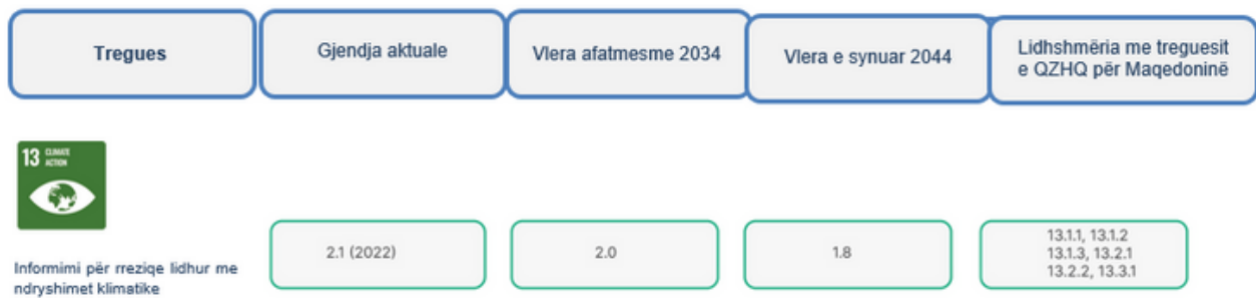 Tregues
Gjendja aktuale
Vlera afatmesme 2034
Vlera e synuar 2044
Lidhshmëria me treguesit
e QZHQ për Maqedoninë
13 CLIMATE
ACTION
Informimi për rreziqe lidhur me
ndryshimet klimatike
2.1 (2022)
2.0
1.8
13.1.1, 13.1.2
13.1.3, 13.2.1
13.2.2, 13.3.1